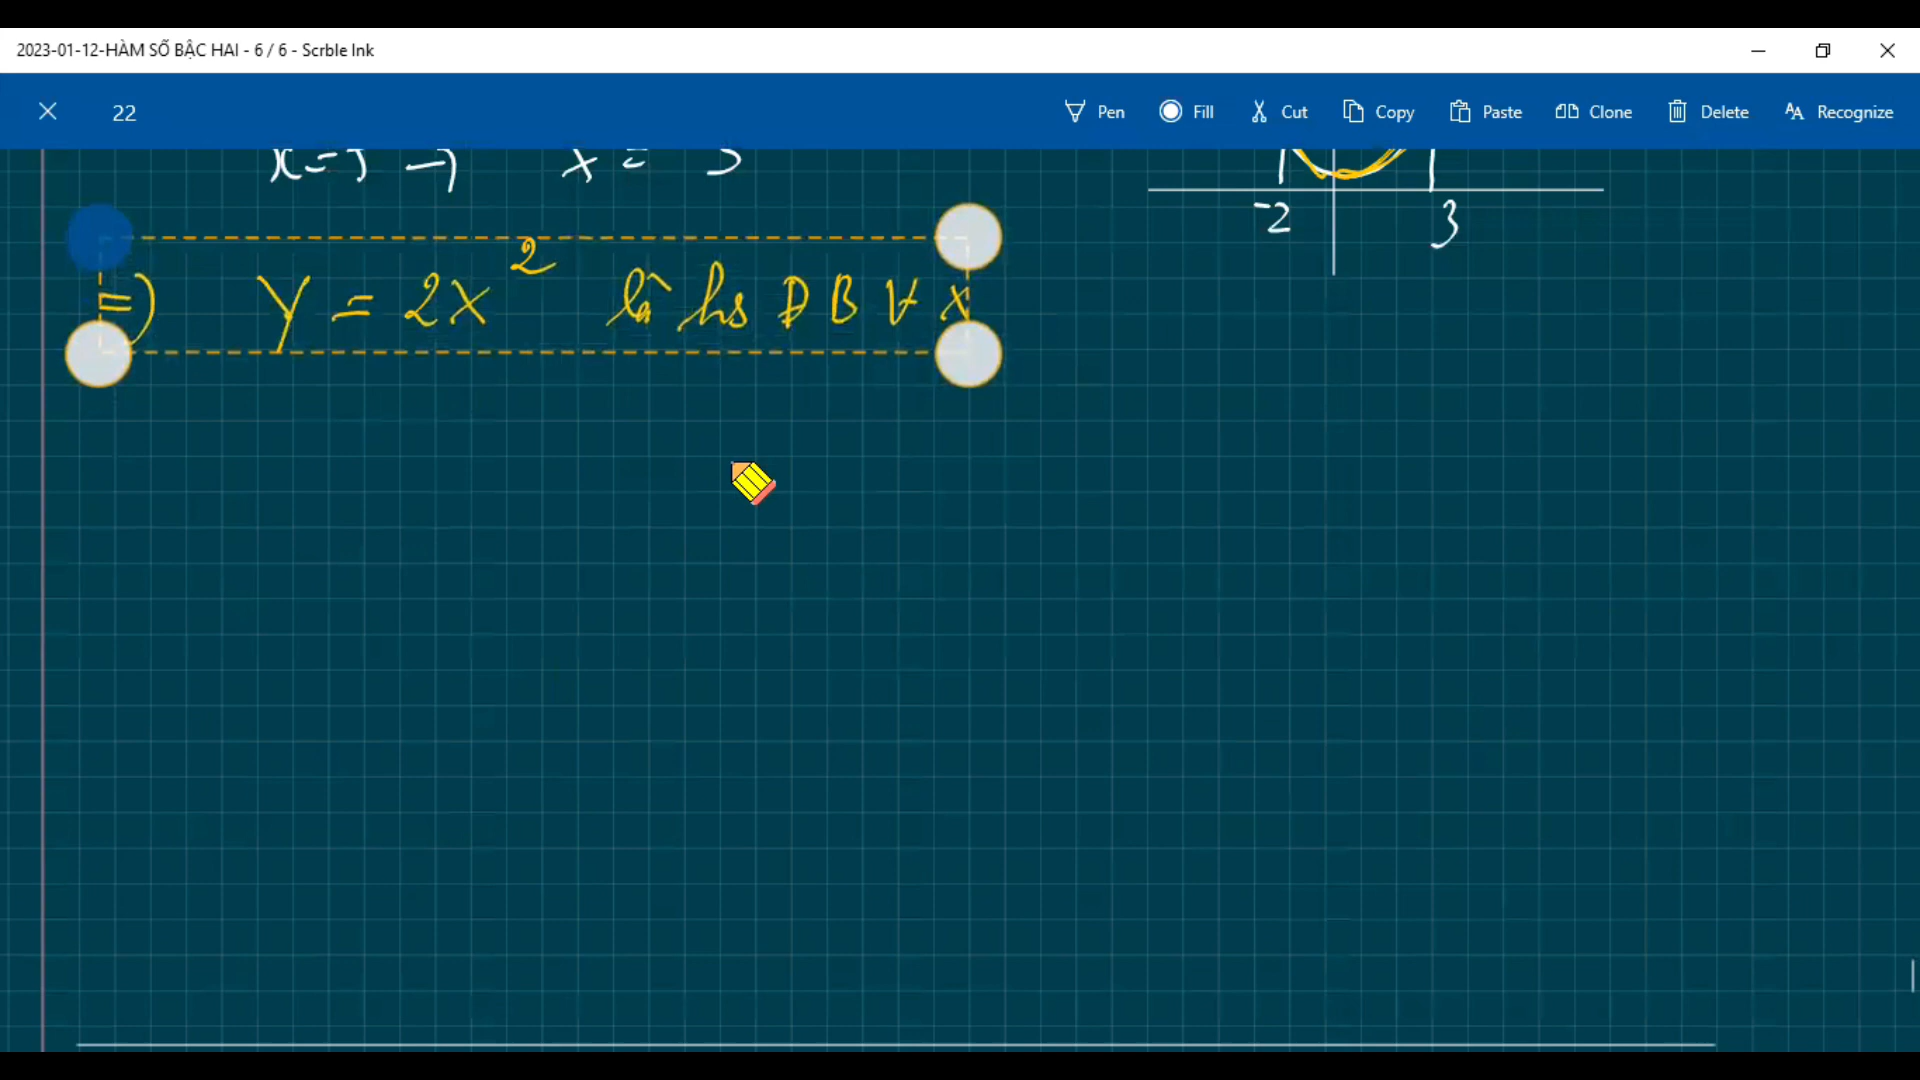 2023-01-12-HÀM SỐ BẬC HAI - 6 / 6 - Scrble Ink
22 Pen Fill Cut Copy Paste Clone Delete Recognize
-2 3
=) Y = 2X² là hs ĐB ∀ x